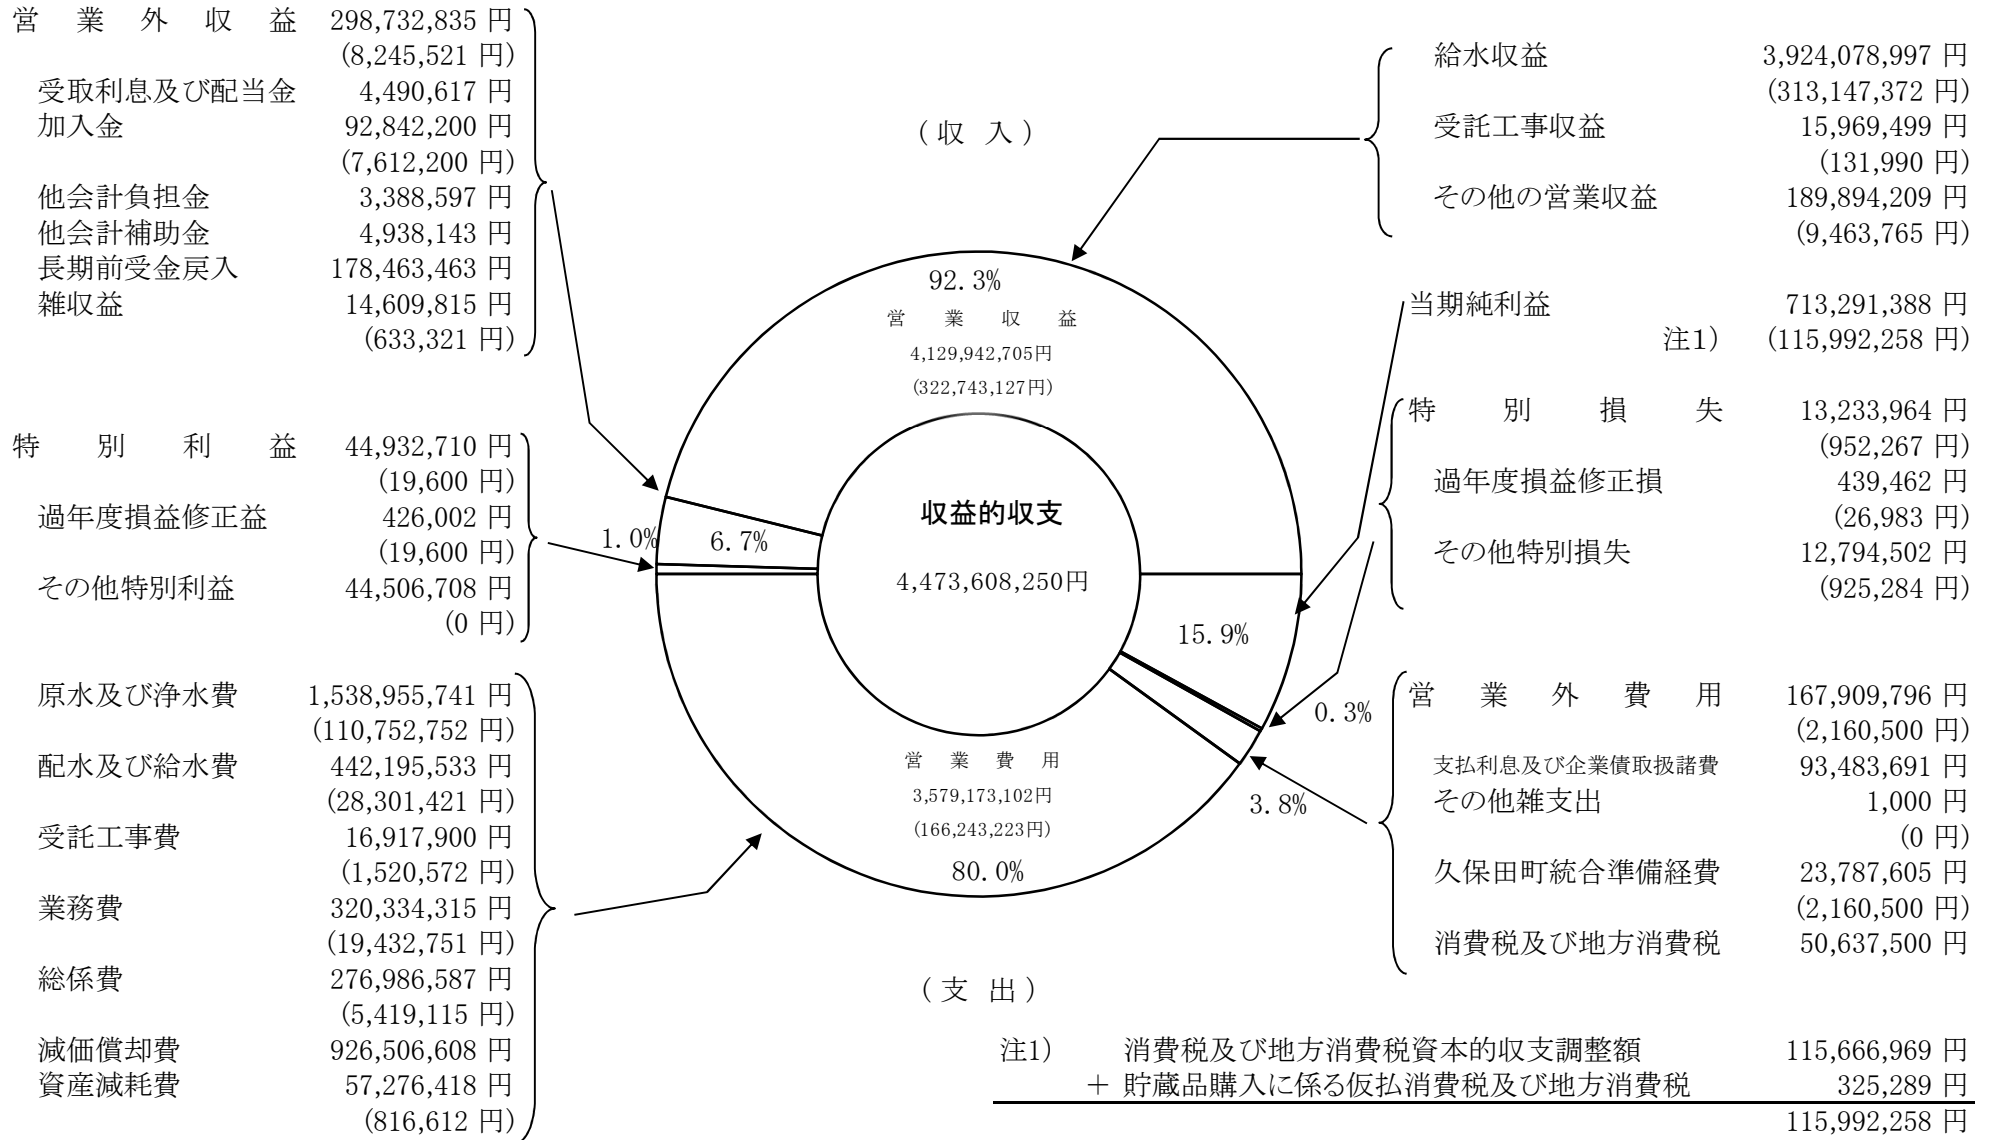 営業外収益 298,732,835 円
(8,245,521 円)
受取利息及び配当金 4,490,617 円
加入金 92,842,200 円
(7,612,200 円)
他会計負担金 3,388,597 円
他会計補助金 4,938,143 円
長期前受金戻入 178,463,463 円
雑収益 14,609,815 円
(633,321 円)
特別利益 44,932,710 円
(19,600 円)
過年度損益修正益 426,002 円
(19,600 円)
その他特別利益 44,506,708 円
(0 円)
原水及び浄水費 1,538,955,741 円
(110,752,752 円)
配水及び給水費 442,195,533 円
(28,301,421 円)
受託工事費 16,917,900 円
(1,520,572 円)
業務費 320,334,315 円
(19,432,751 円)
総係費 276,986,587 円
(5,419,115 円)
減価償却費 926,506,608 円
資産減耗費 57,276,418 円
(816,612 円)
(収 入)
92.3%
営業収益
4,129,942,705円
(322,743,127円)
1.0%
6.7%
収益的収支
4,473,608,250円
15.9%
0.3%
3.8%
営業費用
3,579,173,102円
(166,243,223円)
80.0%
(支 出)
給水収益 3,924,078,997 円
(313,147,372 円)
受託工事収益 15,969,499 円
(131,990 円)
その他の営業収益 189,894,209 円
(9,463,765 円)
当期純利益 713,291,388 円
注1) (115,992,258 円)
特別損失 13,233,964 円
(952,267 円)
過年度損益修正損 439,462 円
(26,983 円)
その他特別損失 12,794,502 円
(925,284 円)
営業外費用 167,909,796 円
(2,160,500 円)
支払利息及び企業債取扱諸費 93,483,691 円
その他雑支出 1,000 円
(0 円)
久保田町統合準備経費 23,787,605 円
(2,160,500 円)
消費税及び地方消費税 50,637,500 円
注1) 消費税及び地方消費税資本的収支調整額 115,666,969 円
+ 貯蔵品購入に係る仮払消費税及び地方消費税 325,289 円
115,992,258 円